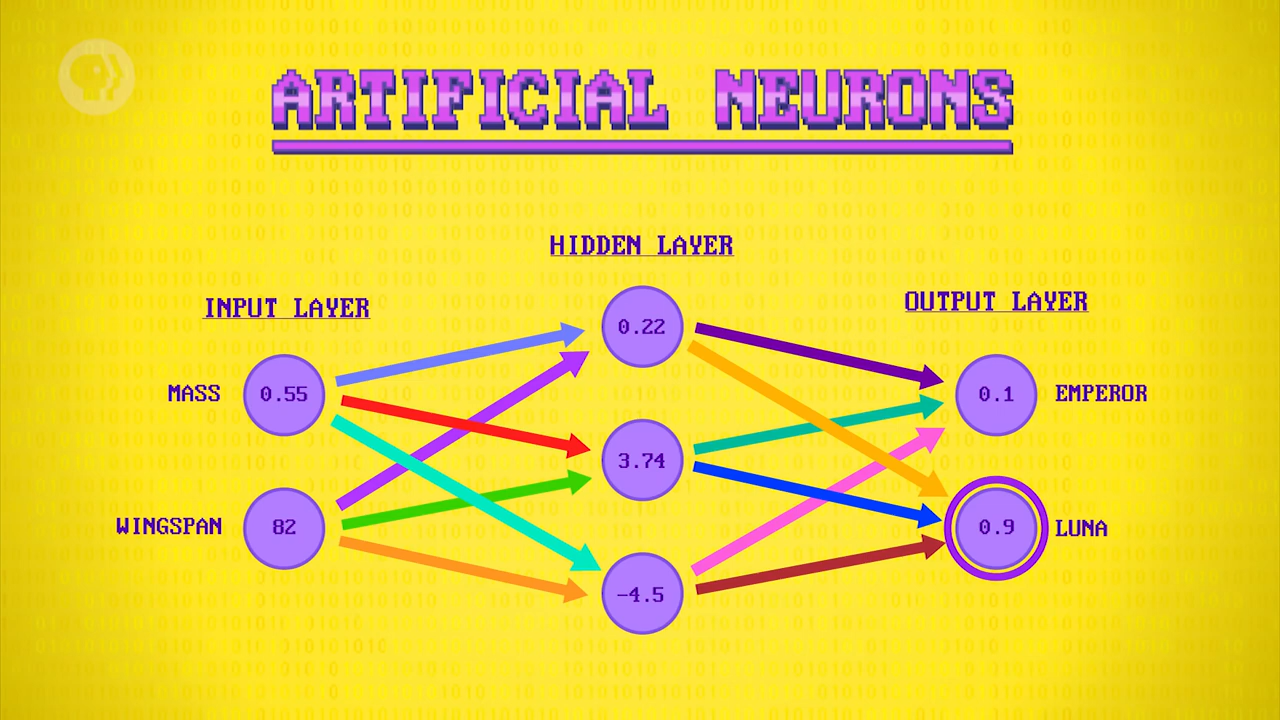 ARTIFICIAL NEURONS
HIDDEN LAYER
INPUT LAYER
OUTPUT LAYER
0.22
MASS 0.55
0.1 EMPEROR
3.74
WINGSPAN 82
0.9 LUNA
-4.5